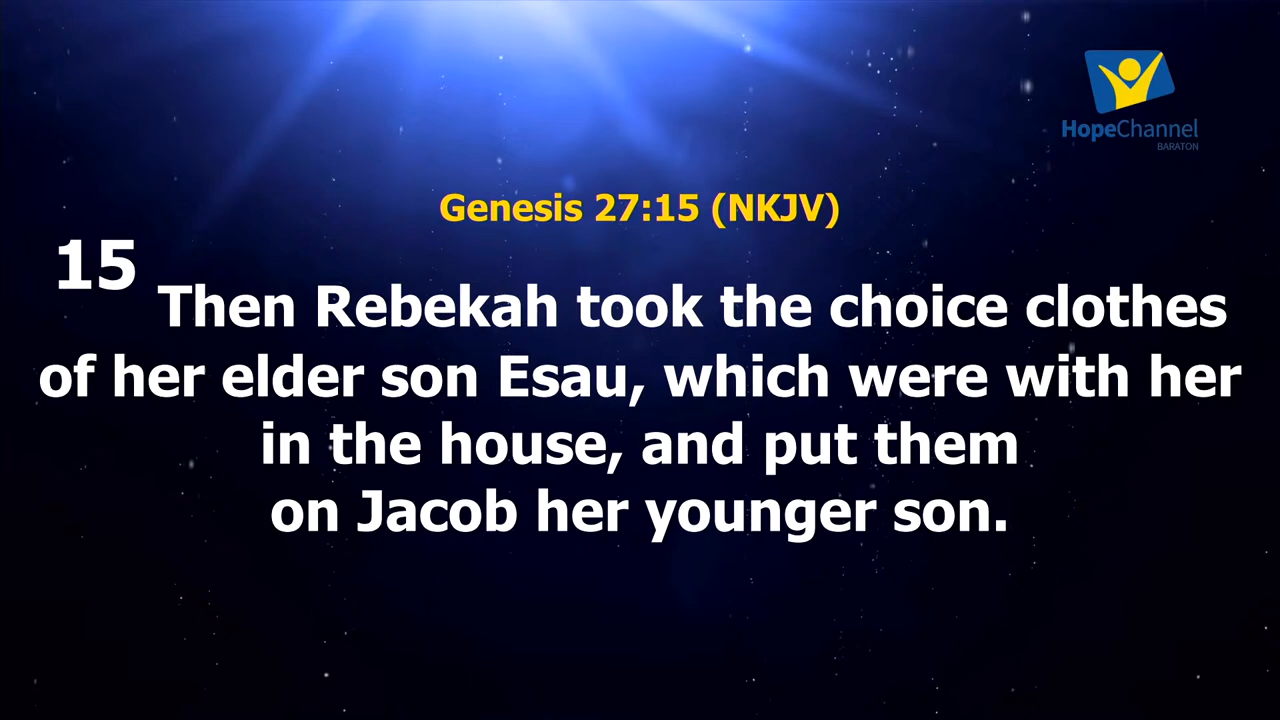 HopeChannel
BARATON
Genesis 27:15 (NKJV)
15 Then Rebekah took the choice clothes
of her elder son Esau, which were with her
in the house, and put them
on Jacob her younger son.